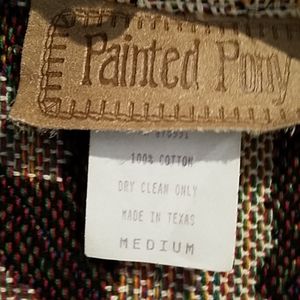 Painted Pony
100% COTTON
DRY CLEAN ONLY
MADE IN TEXAS
MEDIUM